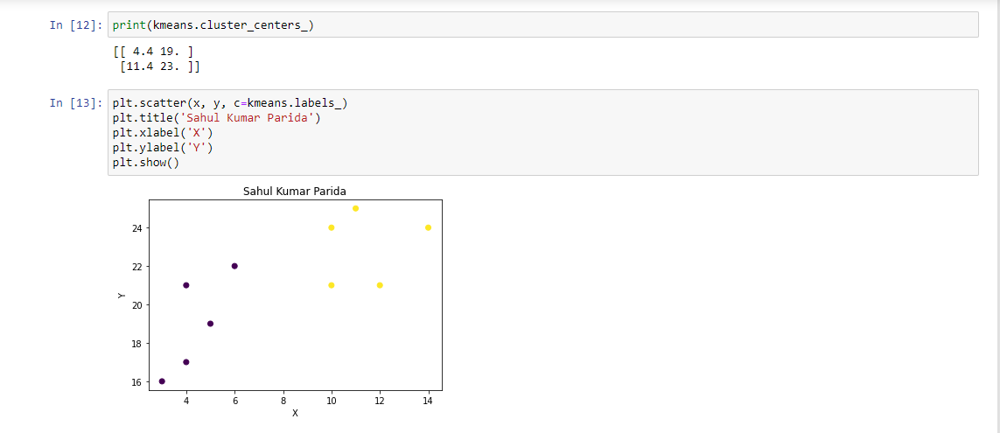 In [12]: print(kmeans.cluster_centers_)
[[ 4.4 19. ]
[11.4 23. ]]
In [13]: plt.scatter(x, y, c=kmeans.labels_)
plt.title('Sahul Kumar Parida')
plt.xlabel('X')
plt.ylabel('Y')
plt.show()
Sahul Kumar Parida
24
22
20
18
16
Y
4 6 8 10 12 14
X